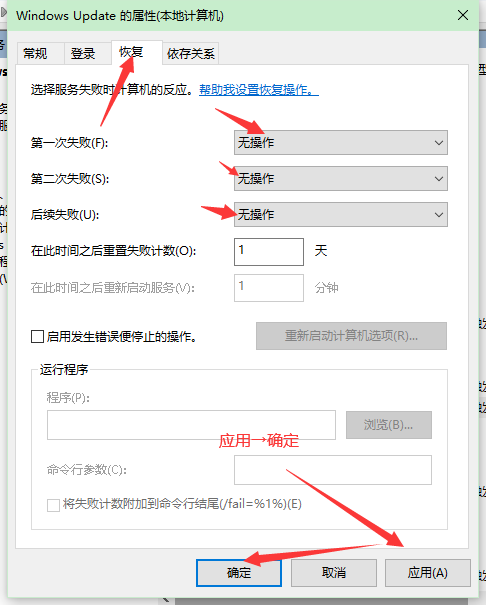 Windows Update 的属性(本地计算机)
常规 登录 恢复 依存关系
选择服务失败时计算机的反应。帮助我设置恢复操作。
第一次失败(F): 无操作
第二次失败(S): 无操作
后续失败(U): 无操作
在此时间之后重置失败计数(O): 1 天
在此时间之后重新启动服务(V): 1 分钟
启用发生错误便停止的操作。 重新启动计算机选项(R)...
运行程序
程序(P):
浏览(B)...
应用→确定
命令行参数(C):
将失败计数附加到命令行结尾(/fail=%1%)(E)
确定 取消 应用(A)